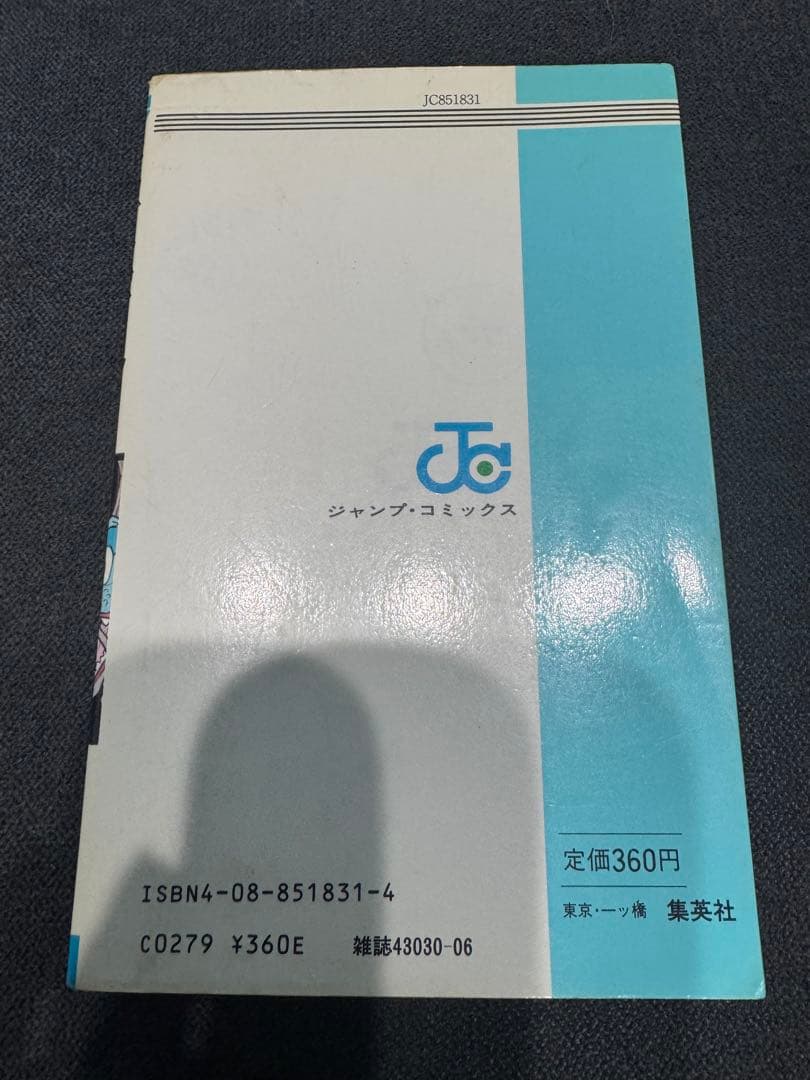 JC851831
JC
ジャンプ・コミックス
定価360円
東京・一ッ橋 集英社
ISBN4-08-851831-4
C0279 ¥360E 雑誌43030-06